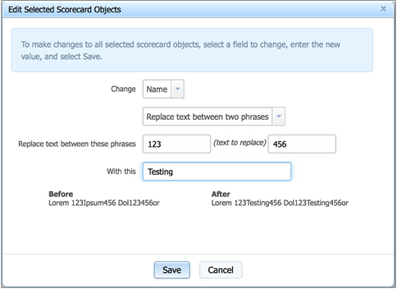 Edit Selected Scorecard Objects
To make changes to all selected scorecard objects, select a field to change, enter the new
value, and select Save.
Change Name
Replace text between two phrases
Replace text between these phrases 123 (text to replace) 456
With this Testing
Before After
Lorem 123Ipsum456 Dol123456or Lorem 123Testing456 Dol123Testing456or
Save Cancel